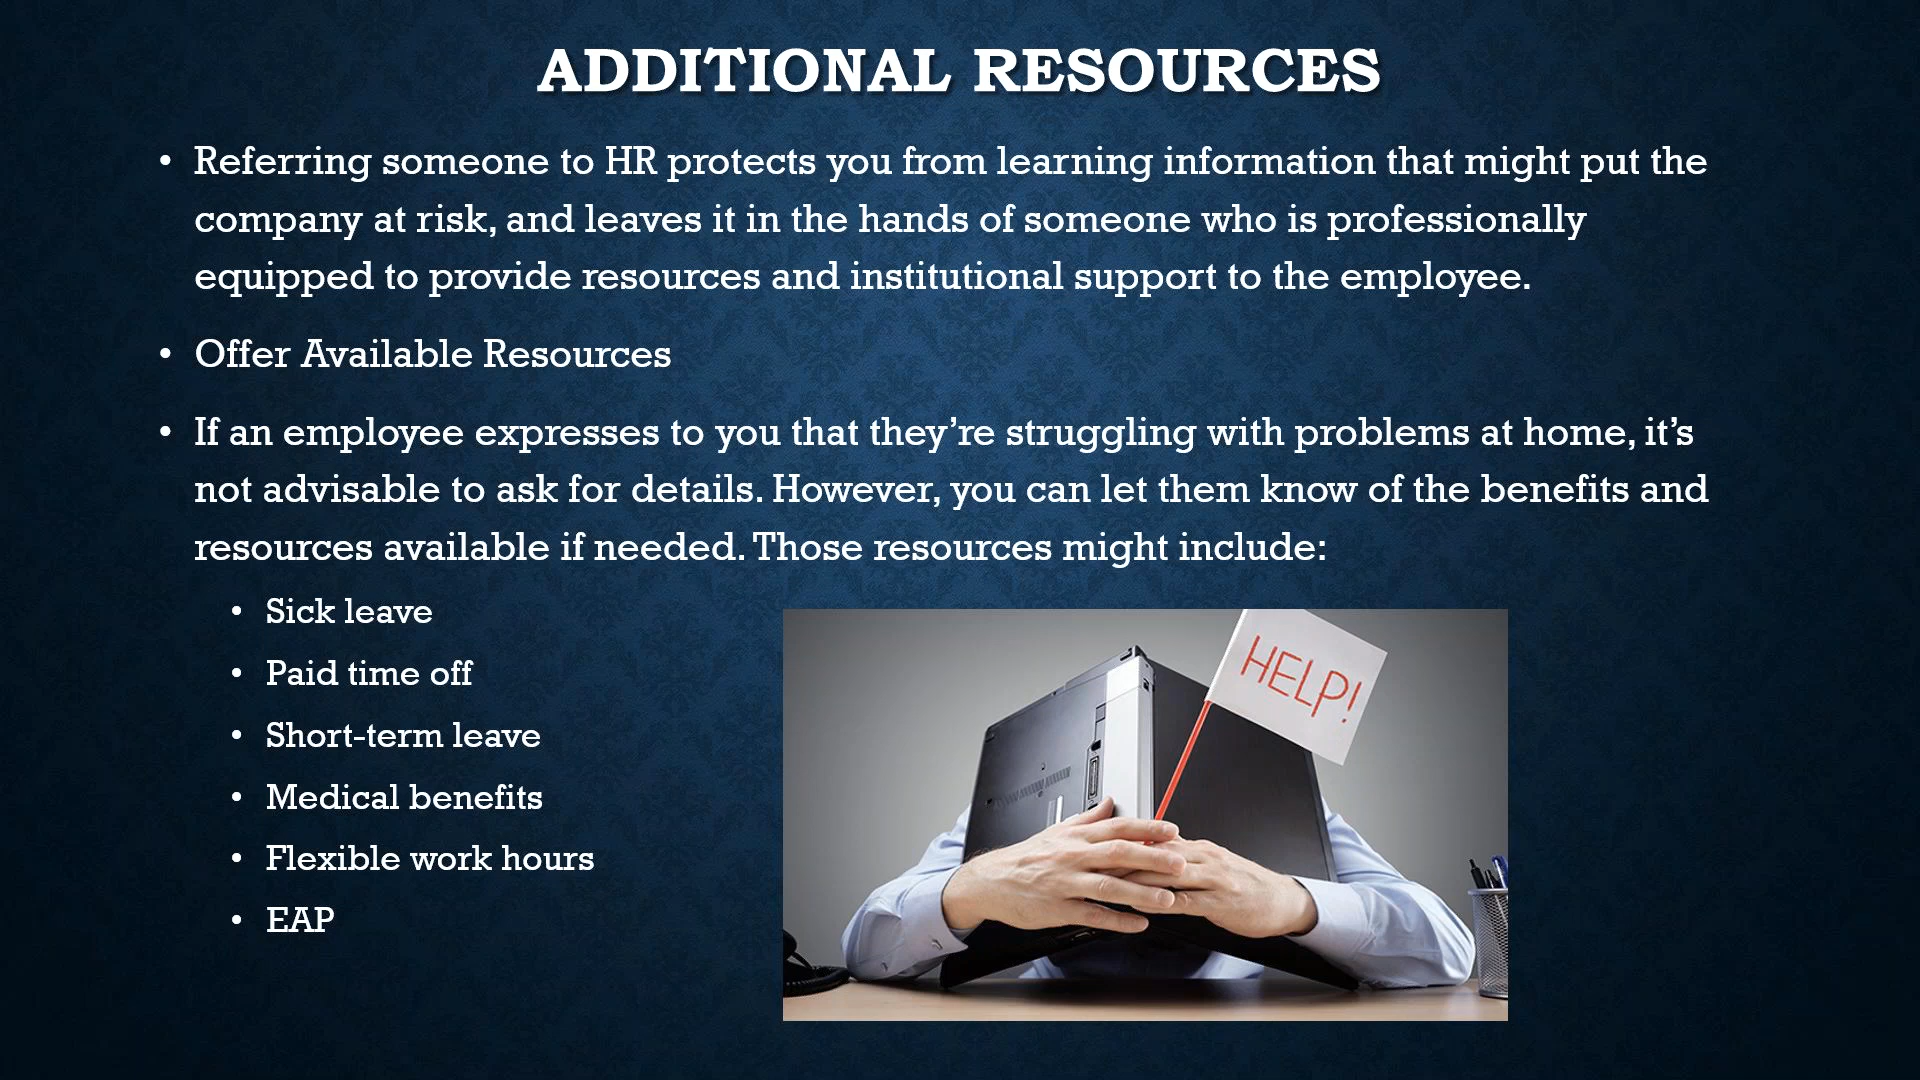 ADDITIONAL RESOURCES
• Referring someone to HR protects you from learning information that might put the
company at risk, and leaves it in the hands of someone who is professionally
equipped to provide resources and institutional support to the employee.
• Offer Available Resources
• If an employee expresses to you that they’re struggling with problems at home, it’s
not advisable to ask for details. However, you can let them know of the benefits and
resources available if needed. Those resources might include:
• Sick leave
• Paid time off
• Short-term leave
• Medical benefits
• Flexible work hours
• EAP
HELP!